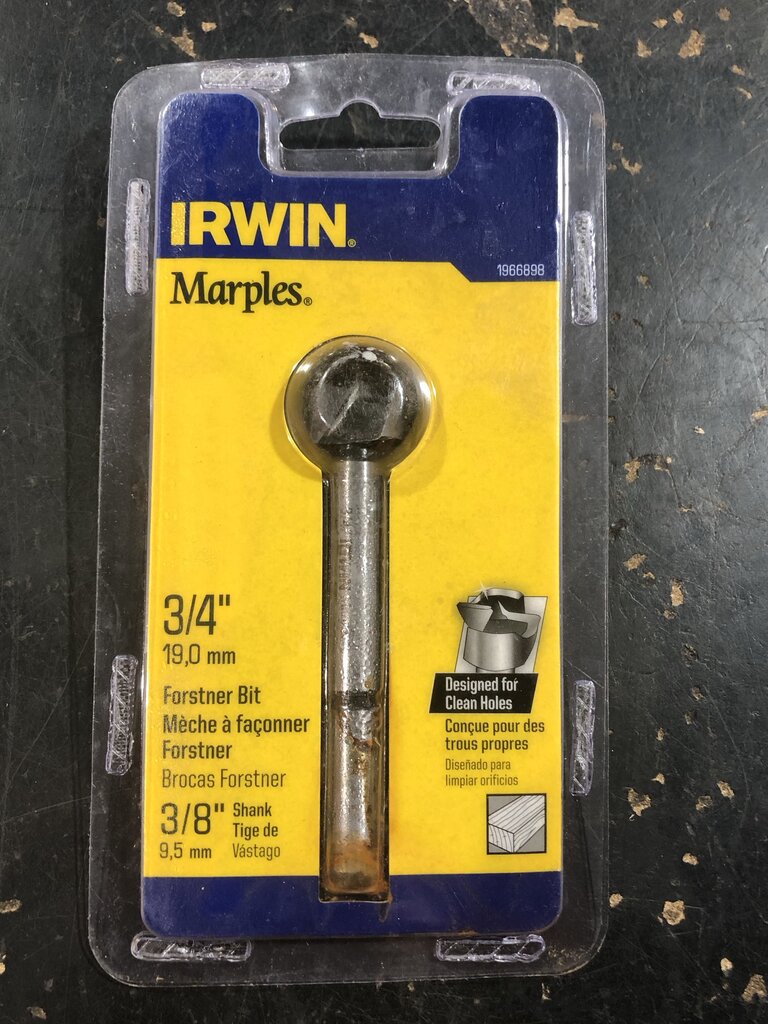 IRWIN®
1966898
Marples®
3/4"
19,0 mm
Forstner Bit
Mèche à façonner
Forstner
Brocas Forstner
3/8" Shank
Tige de
9,5 mm Vástago
Designed for
Clean Holes
Conçue pour des
trous propres
Diseñado para
limpiar orificios